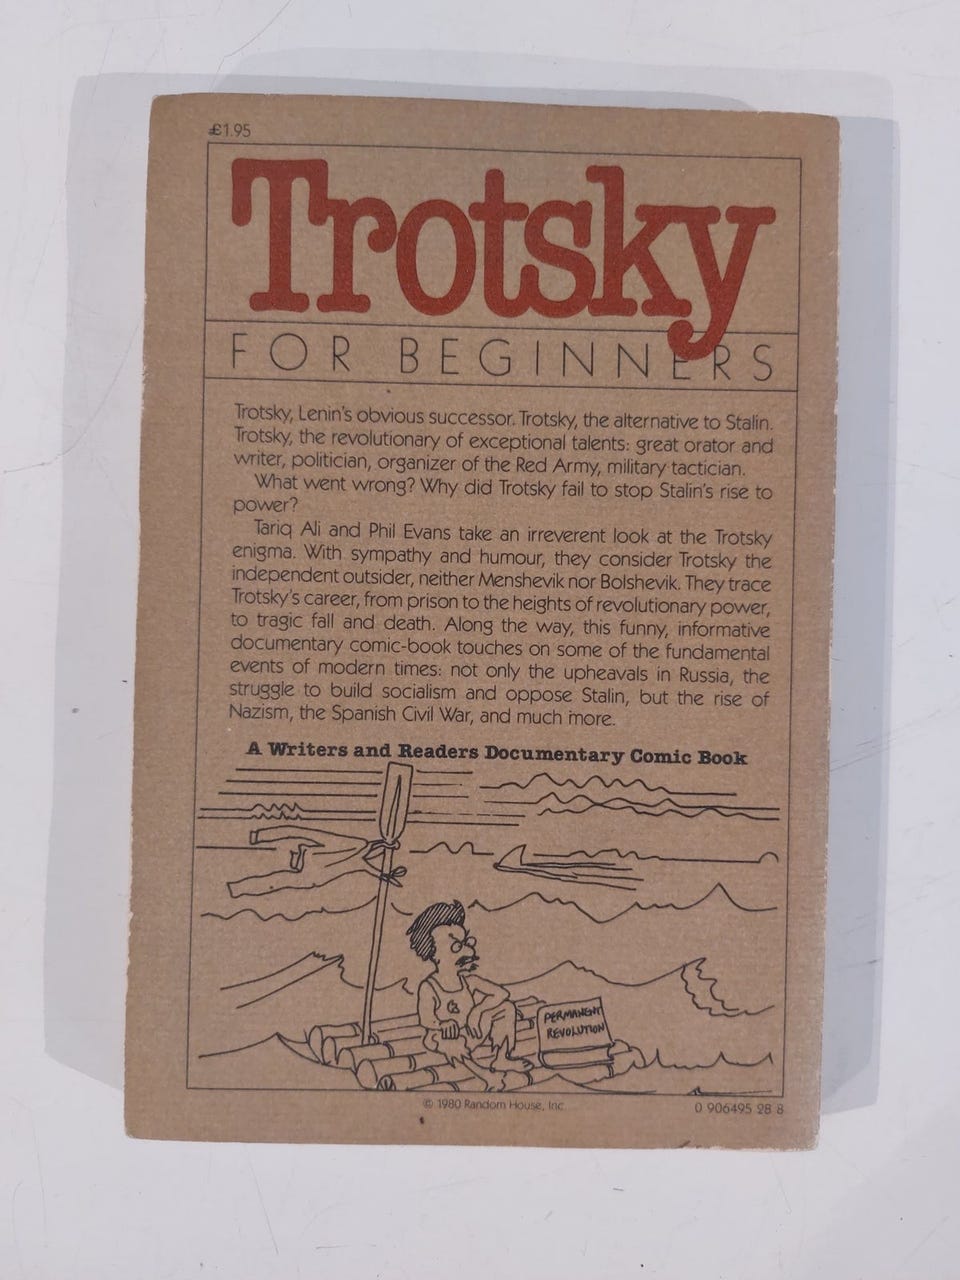 £1.95
Trotsky
FOR BEGINNERS
Trotsky, Lenin's obvious successor. Trotsky, the alternative to Stalin.
Trotsky, the revolutionary of exceptional talents: great orator and
writer, politician, organizer of the Red Army, military tactician.
What went wrong? Why did Trotsky fail to stop Stalin's rise to
power?
Tariq Ali and Phil Evans take an irreverent look at the Trotsky
enigma. With sympathy and humour, they consider Trotsky the
independent outsider, neither Menshevik nor Bolshevik. They trace
Trotsky's career, from prison to the heights of revolutionary power,
to tragic fall and death. Along the way, this funny, informative
documentary comic-book touches on some of the fundamental
events of modern times: not only the upheavals in Russia, the
struggle to build socialism and oppose Stalin, but the rise of
Nazism, the Spanish Civil War, and much more.
A Writers and Readers Documentary Comic Book
PERMANENT
REVOLUTION
© 1980 Random House, Inc.
0 906495 28 8